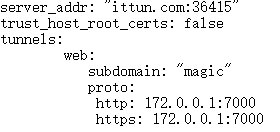 server_addr: "ittun.com:36415"
trust_host_root_certs: false
tunnels:
web:
subdomain: "magic"
proto:
http: 172.0.0.1:7000
https: 172.0.0.1:7000